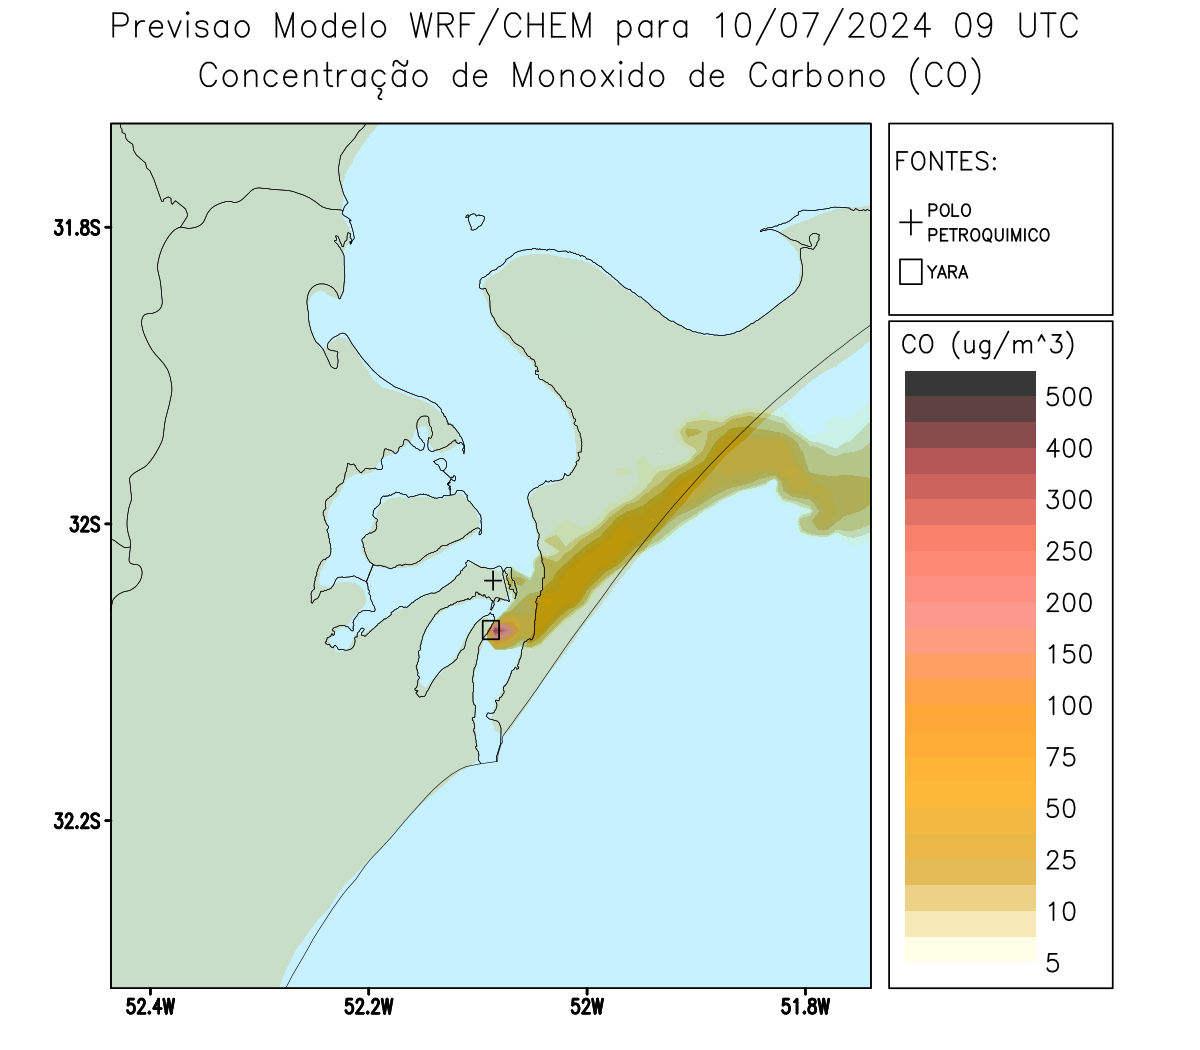 Previsao Modelo WRF/CHEM para 10/07/2024 09 UTC
Concentração de Monoxido de Carbono (CO)
FONTES:
POLO
PETROQUIMICO
YARA
CO (ug/m^3)
500
400
300
250
200
150
100
75
50
25
10
5
31.8S
32S
32.2S
52.4W
52.2W
52W
51.8W